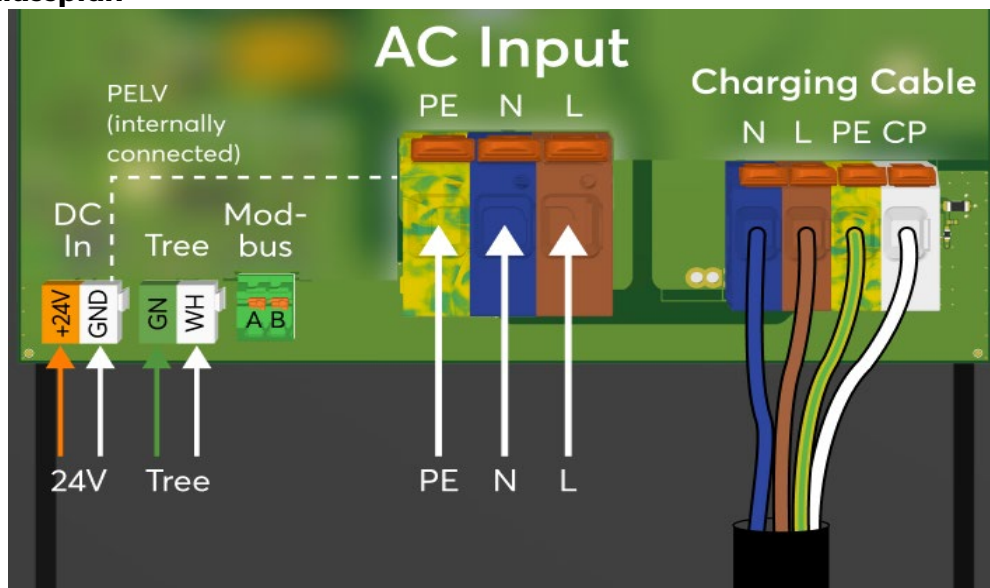 AC Input
PE N L
Charging Cable
N L PE CP
PELV
(internally
connected)
DC
In
Tree
Mod-
bus
+24V
GND
GN
WH
A B
24V
Tree
PE N L